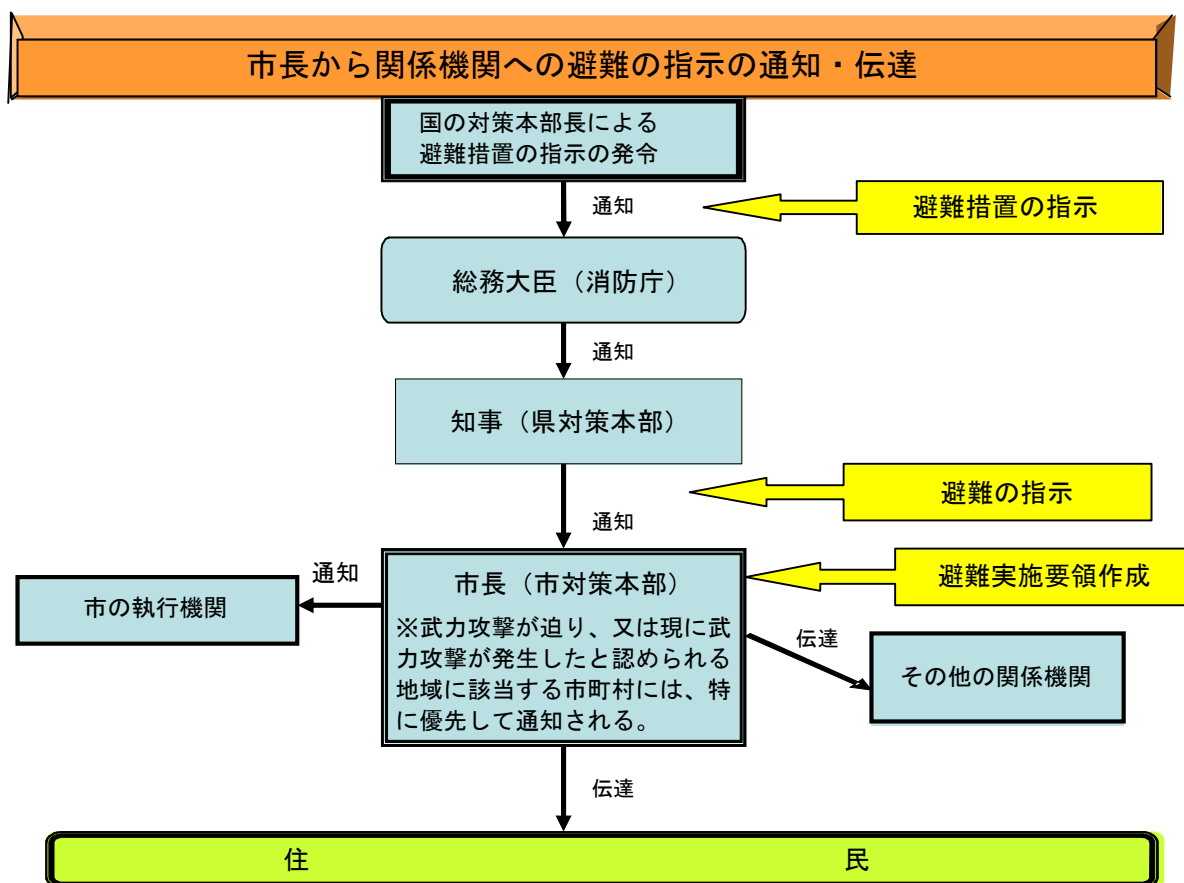 市長から関係機関への避難の指示の通知・伝達
国の対策本部長による
避難措置の指示の発令
通知
避難措置の指示
総務大臣（消防庁）
通知
知事（県対策本部）
避難の指示
通知
市長（市対策本部）
※武力攻撃が迫り、又は現に武
力攻撃が発生したと認められる
地域に該当する市町村には、特
に優先して通知される。
避難実施要領作成
通知
市の執行機関
伝達
その他の関係機関
伝達
住　民